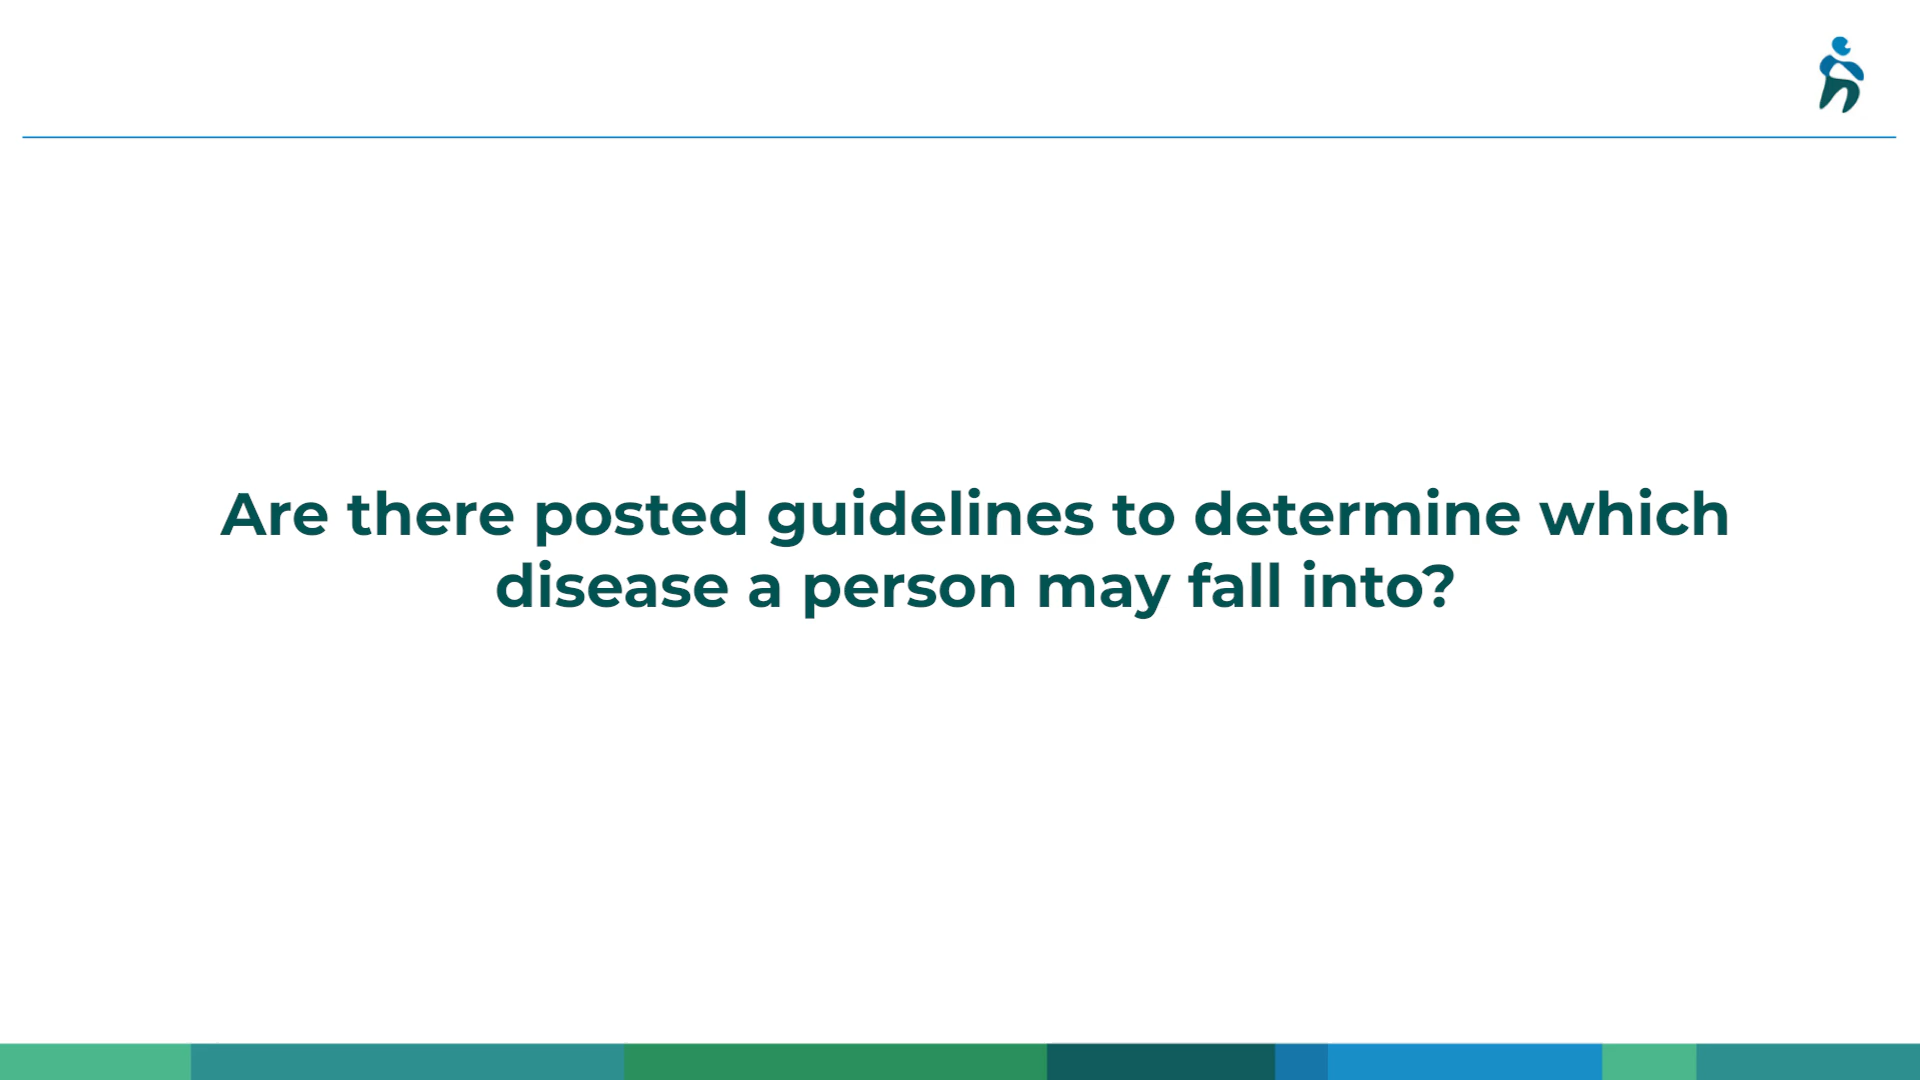 Are there posted guidelines to determine which
disease a person may fall into?